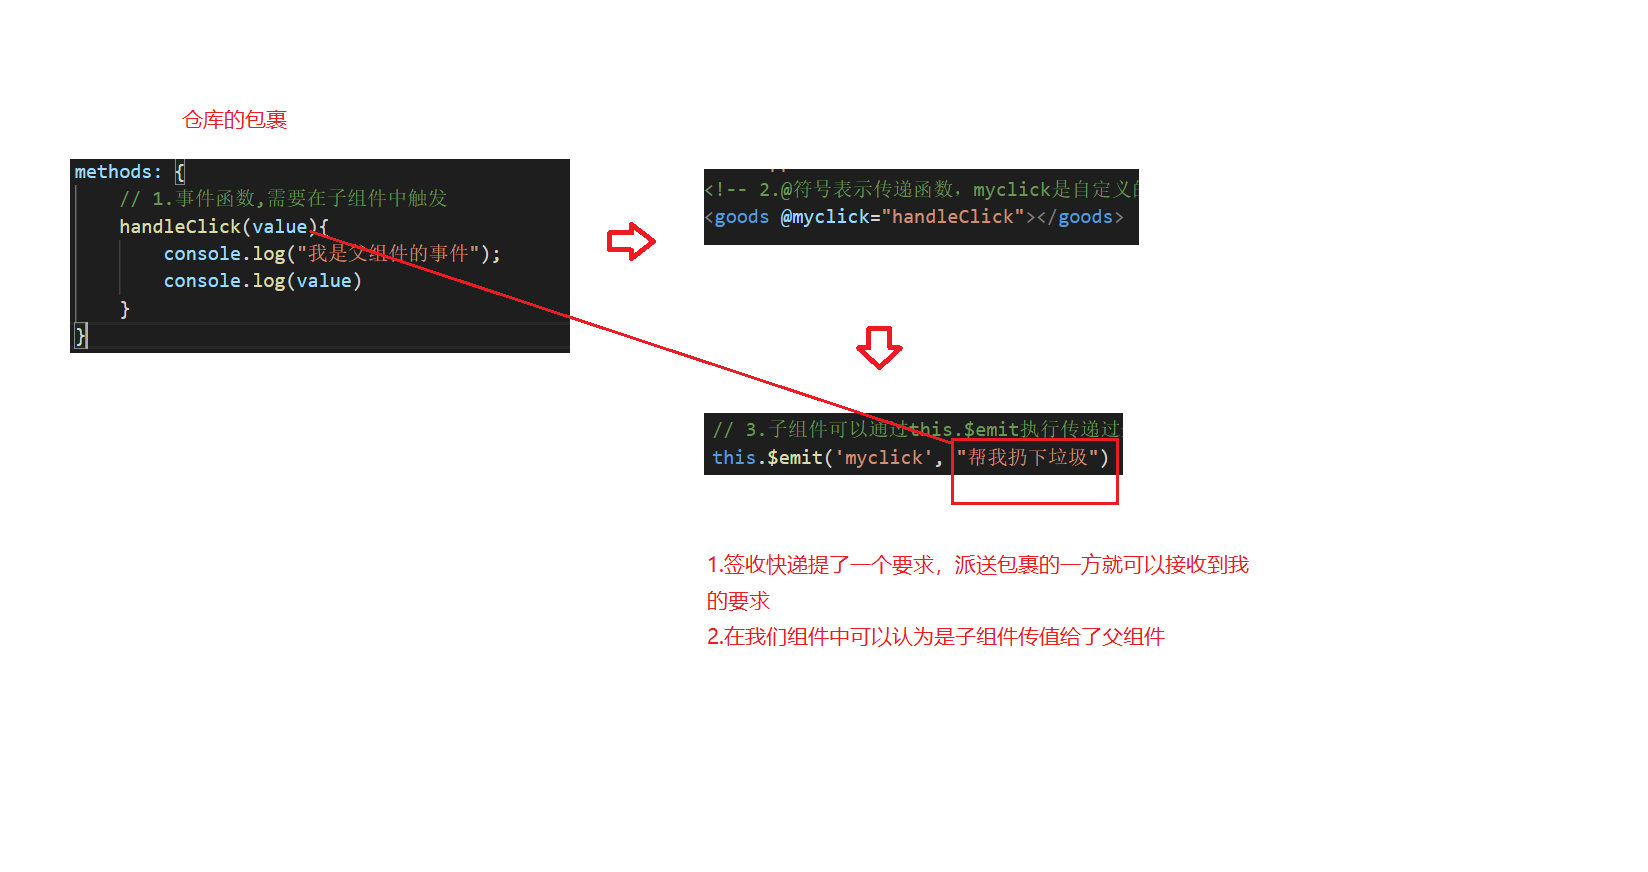 仓库的包裹
methods: {
// 1.事件函数,需要在子组件中触发
handleClick(value){
console.log("我是父组件的事件");
console.log(value)
}
}
<!-- 2.@符号表示传递函数，myclick是自定义
<goods @myclick="handleClick"></goods>
// 3.子组件可以通过this.$emit执行传递过
this.$emit('myclick', "帮我扔下垃圾")
1.签收快递提了一个要求，派送包裹的一方就可以接收到我
的要求
2.在我们组件中可以认为是子组件传值给了父组件